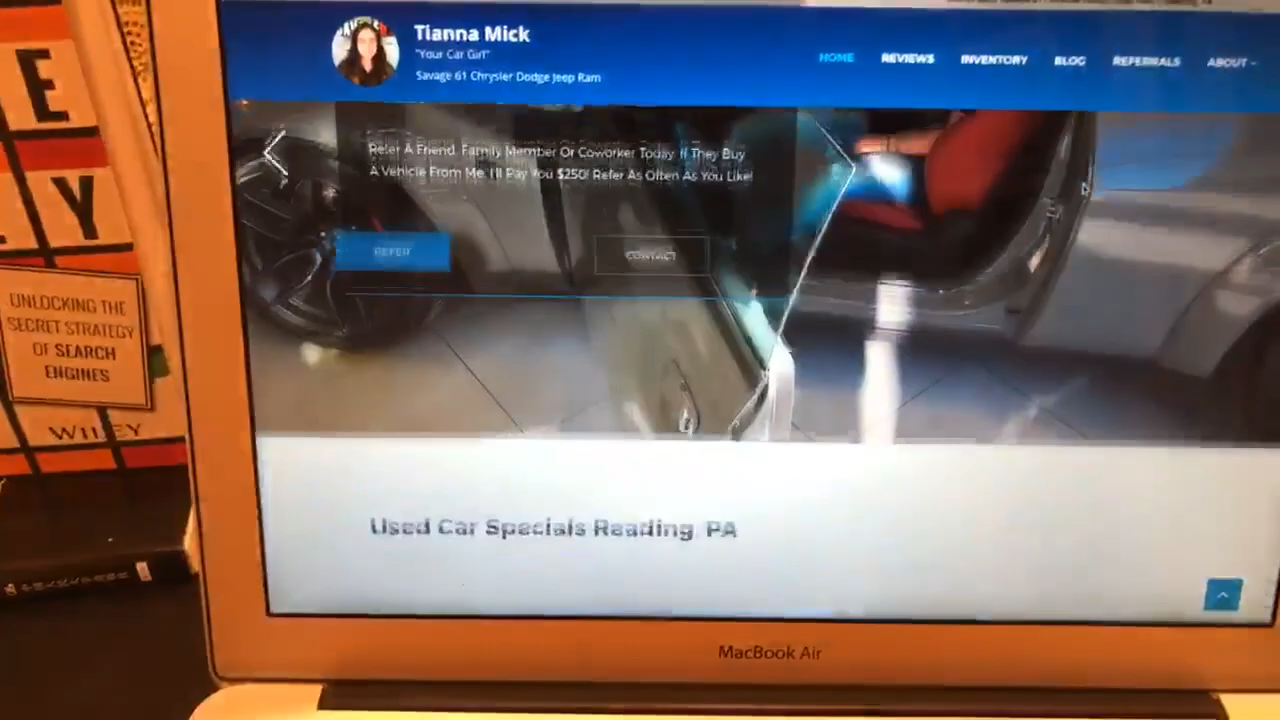 Tianna Mick
"Your Car Girl"
Savage 61 Chrysler Dodge Jeep Ram
HOME REVIEWS INVENTORY BLOG REFERRALS ABOUT
Refer A Friend, Family Member Or Coworker Today. If They Buy
A Vehicle From Me, I'll Pay You $250! Refer As Often As You Like!
REFER CONTACT
Used Car Specials Reading, PA
MacBook Air
E
LY
UNLOCKING THE
SECRET STRATEGY
OF SEARCH
ENGINES
WILEY